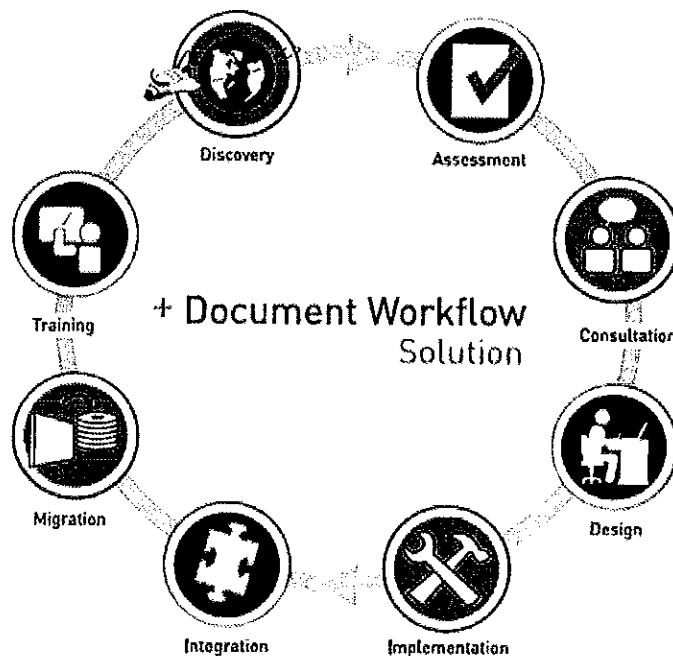 Discovery
Assessment
Training
+ Document Workflow
Solution
Consultation
Migration
Design
Integration
Implementation